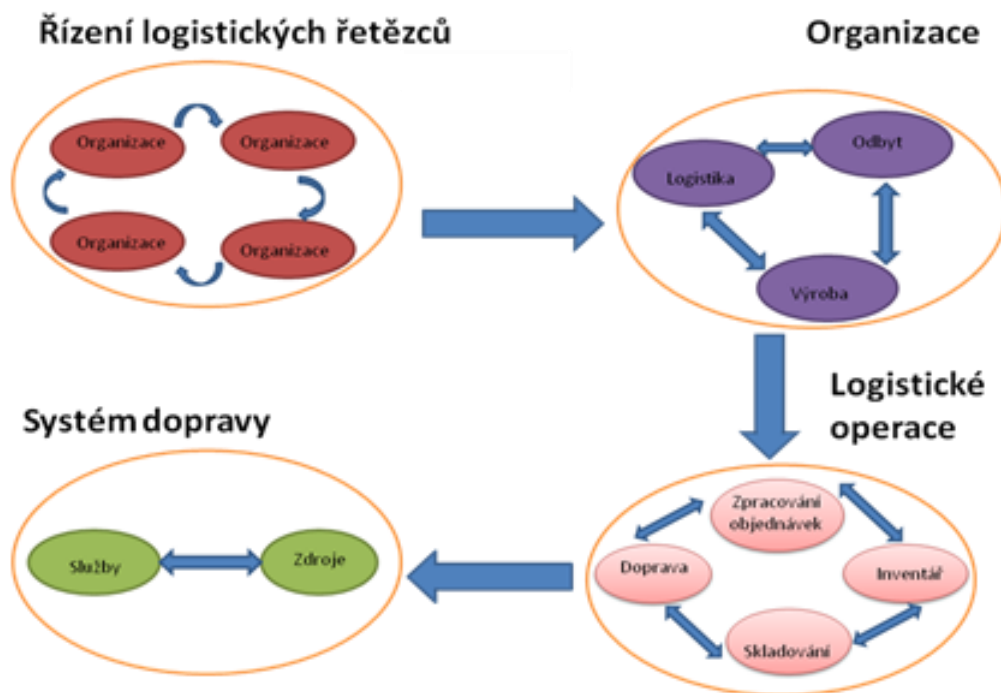 Řízení logistických řetězců
Organizace
Organizace
Organizace
Organizace
Organizace
Logistika
Odbyt
Výroba
Systém dopravy
Služby
Zdroje
Logistické
operace
Zpracování
objednávek
Doprava
Inventář
Skladování